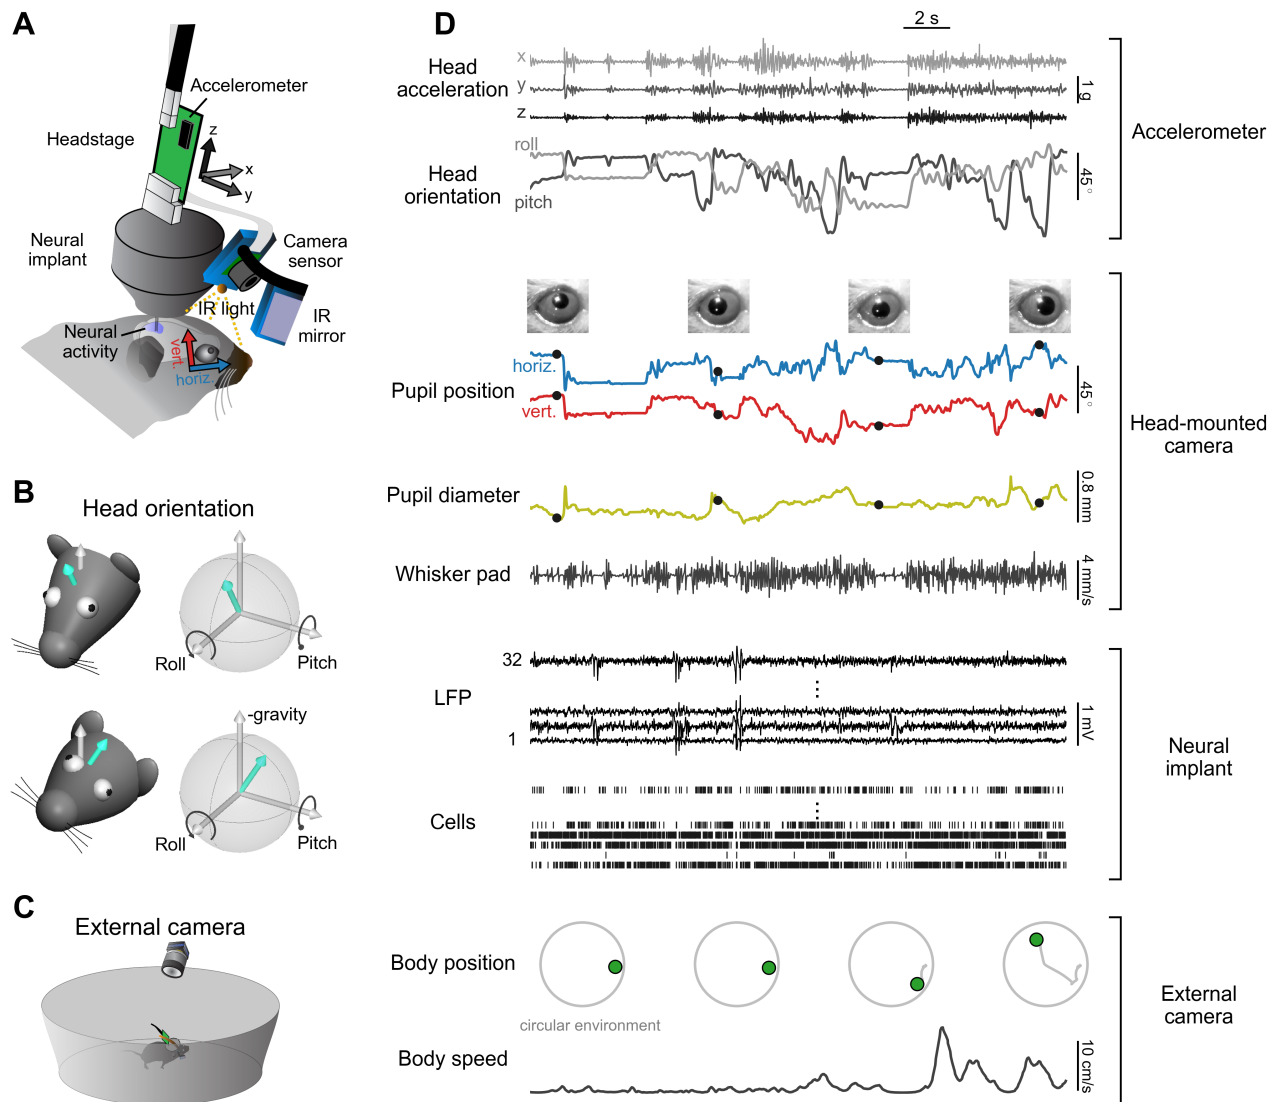 A
Accelerometer
Headstage
z
x
y
Neural
implant
Camera
sensor
IR light
IR
mirror
Neural
activity
vert.
horiz.
B
Head orientation
Roll
Pitch
-gravity
Roll
Pitch
C
External camera
D
2 s
Head
acceleration
x
y
z
1 g
Head
orientation
roll
pitch
45°
Accelerometer
Pupil position
horiz.
vert.
45°
Pupil diameter
0.8 mm
Whisker pad
4 mm/s
Head-mounted
camera
LFP
32
1
1 mV
Cells
Neural
implant
Body position
circular environment
Body speed
10 cm/s
External
camera